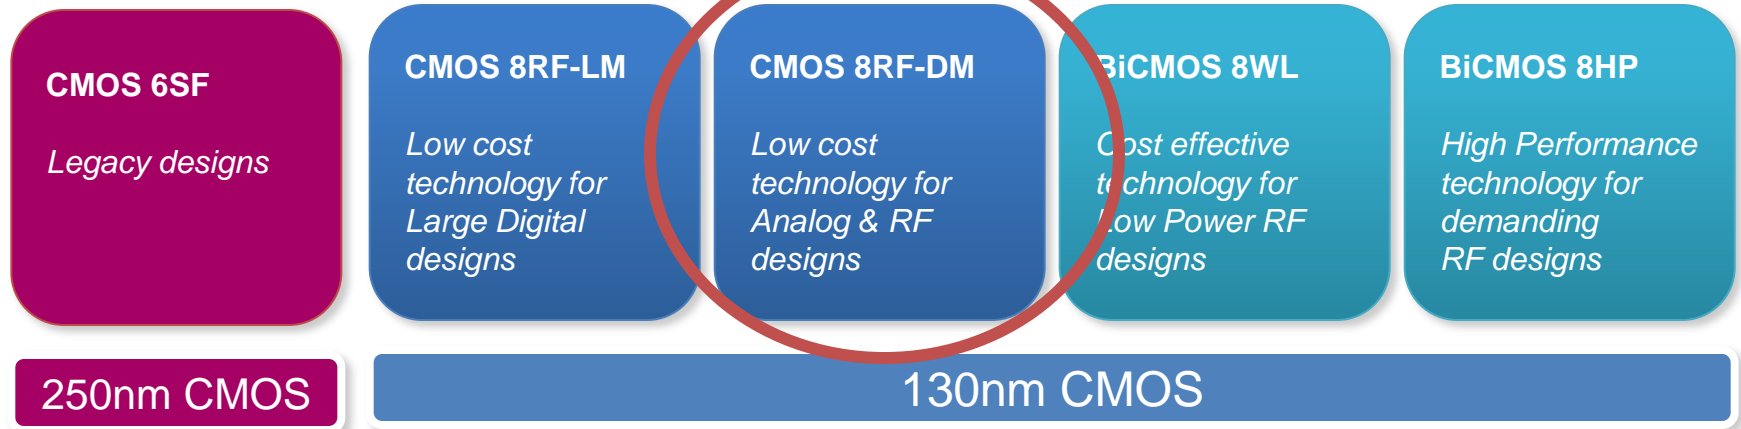 CMOS 6SF
Legacy designs
CMOS 8RF-LM
Low cost
technology for
Large Digital
designs
CMOS 8RF-DM
Low cost
technology for
Analog & RF
designs
BiCMOS 8WL
Cost effective
technology for
Low Power RF
designs
BiCMOS 8HP
High Performance
technology for
demanding
RF designs
250nm CMOS
130nm CMOS